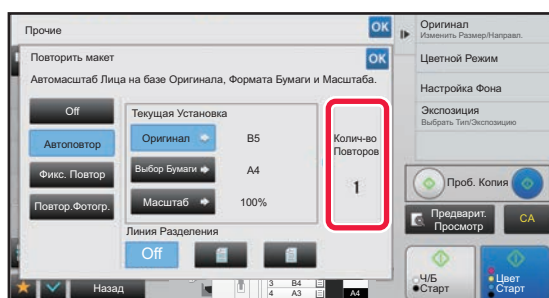 Прочие
OK
Повторить макет
OK
Автомасштаб Лица на базе Оригинала, Формата Бумаги и Масштаба.
Off
Автоповтор
Фикс. Повтор
Повтор.Фотогр.
Текущая Установка
Оригинал
B5
Выбор Бумаги
A4
Масштаб
100%
Линия Разделения
Off
Колич-во
Повторов
1
Назад
3 B4
4 A3
A4
Оригинал
Изменить Размер/Направл.
Цветной Режим
Настройка Фона
Экспозиция
Выбрать Тип/Экспозицию
Проб. Копия
Предварит.
Просмотр
CA
Ч/Б
Старт
Цвет
Старт